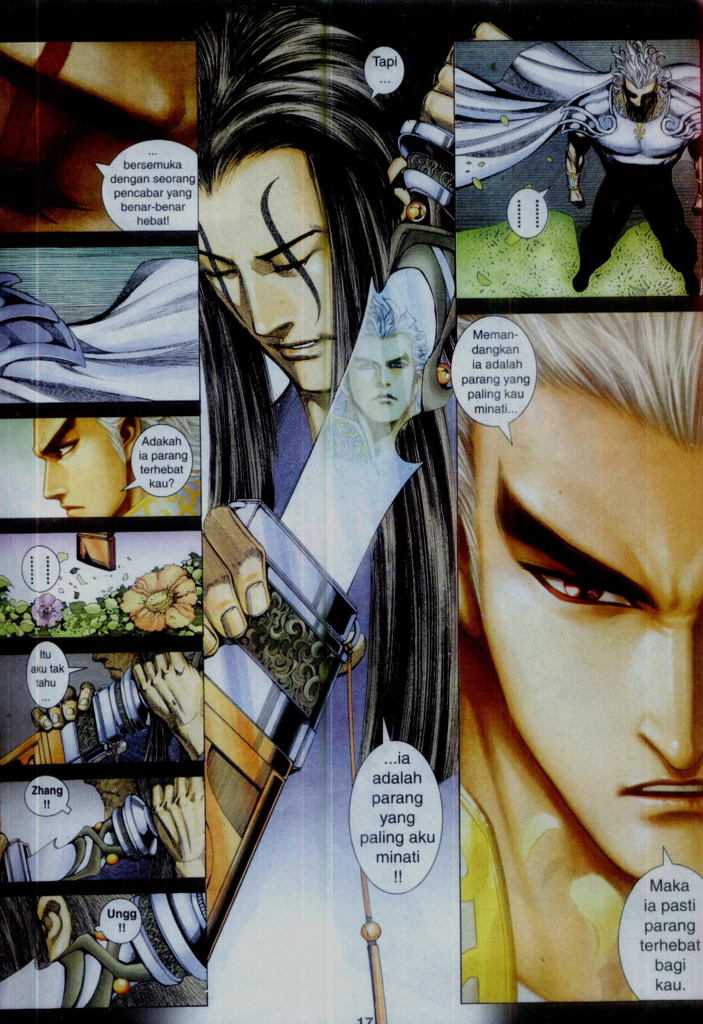 ...
bersemuka
dengan seorang
pencabar yang
benar-benar
hebat!
Adakah
ia parang
terhebat
kau?
Itu
aku tak
tahu
...
Zhang
!!
Ungg
!!
Tapi
...
...ia
adalah
parang
yang
paling aku
minati
!!
Meman-
dangkan
ia adalah
parang yang
paling kau
minati...
Maka
ia pasti
parang
terhebat
bagi
kau.
17